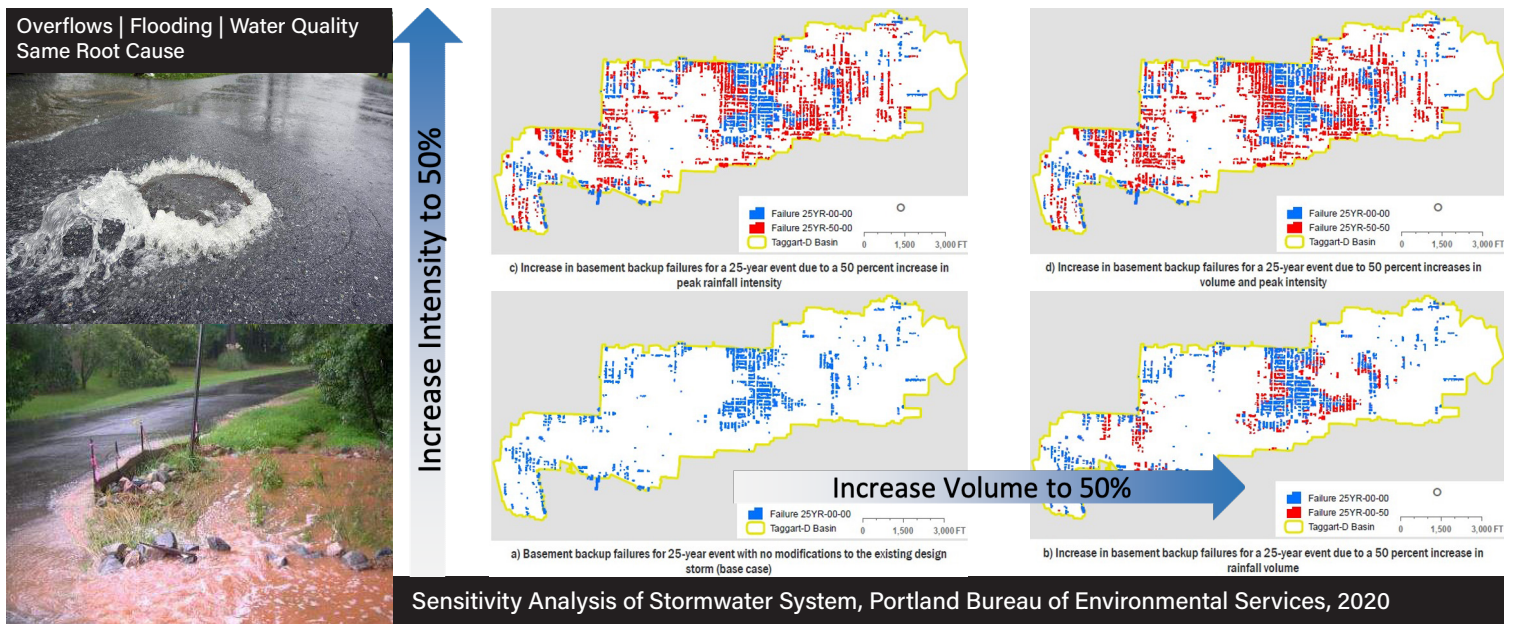 Overflows | Flooding | Water Quality
Same Root Cause
Increase Intensity to 50%
Failure 25YR-00-00
Failure 25YR-50-00
Taggart-D Basin
0 1,500 3,000 FT
c) Increase in basement backup failures for a 25-year event due to a 50 percent increase in
peak rainfall intensity
Failure 25YR-00-00
Failure 25YR-50-50
Taggart-D Basin
0 1,500 3,000 FT
d) Increase in basement backup failures for a 25-year event due to 50 percent increases in
volume and peak intensity
Increase Volume to 50%
Failure 25YR-00-00
Taggart-D Basin
0 1,500 3,000 FT
a) Basement backup failures for 25-year event with no modifications to the existing design
storm (base case)
Failure 25YR-00-00
Failure 25YR-00-50
Taggart-D Basin
0 1,500 3,000 FT
b) Increase in basement backup failures for a 25-year event due to a 50 percent increase in
rainfall volume
Sensitivity Analysis of Stormwater System, Portland Bureau of Environmental Services, 2020